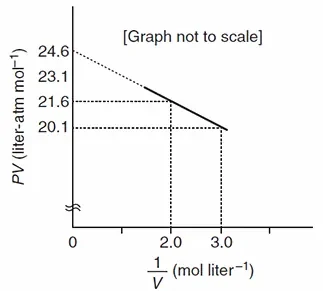 [Graph not to scale]
PV (liter-atm mol⁻¹)
24.6
23.1
21.6
20.1
0
2.0
3.0
1/V (mol liter⁻¹)